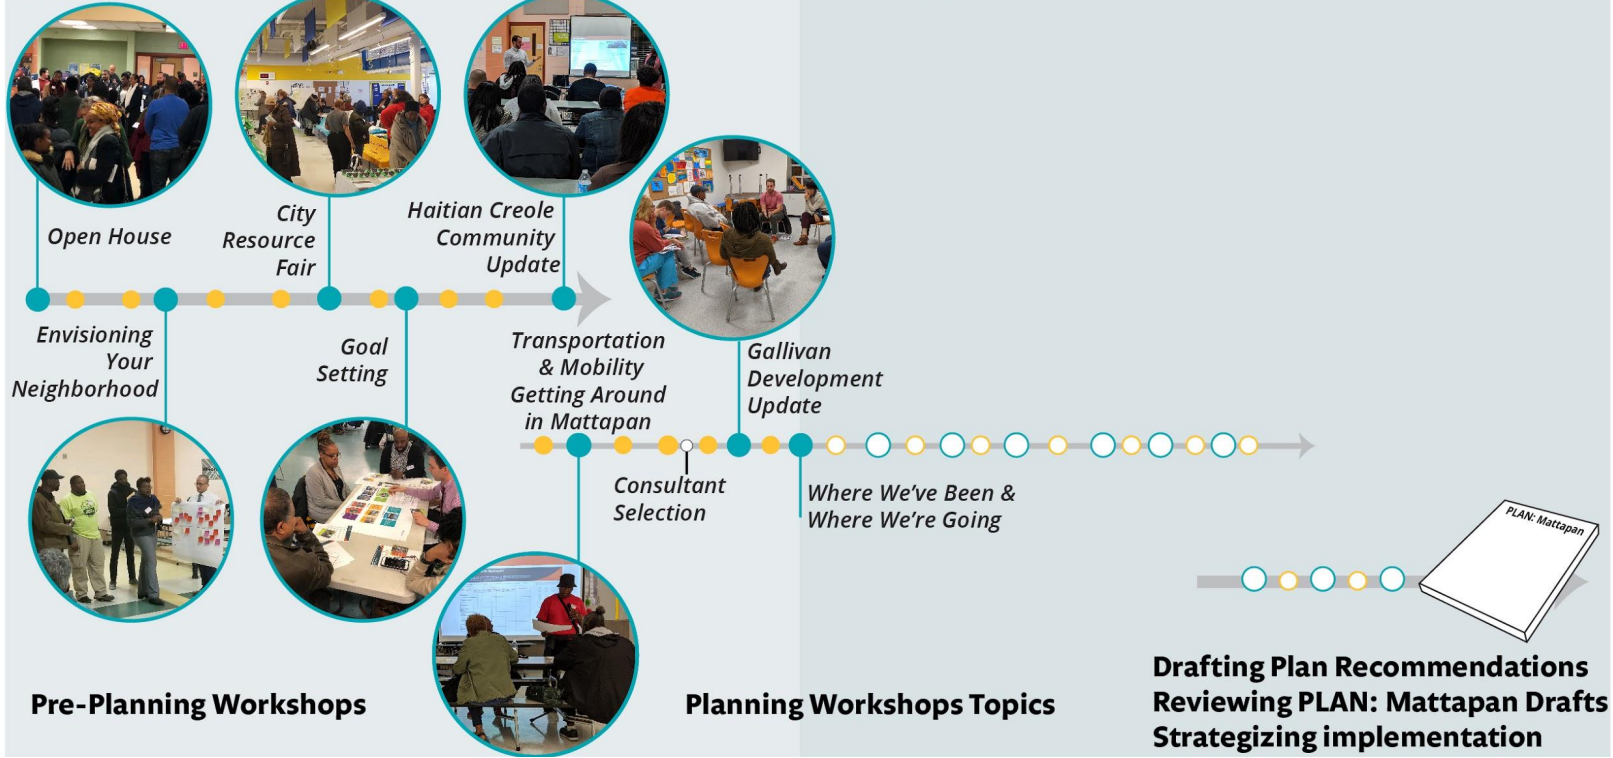 Open House
City
Resource
Fair
Haitian Creole
Community
Update
Envisioning
Your
Neighborhood
Goal
Setting
Transportation
& Mobility
Getting Around
in Mattapan
Gallivan
Development
Update
Consultant
Selection
Where We've Been &
Where We're Going
PLAN: Mattapan
Pre-Planning Workshops
Planning Workshops Topics
Drafting Plan Recommendations
Reviewing PLAN: Mattapan Drafts
Strategizing implementation